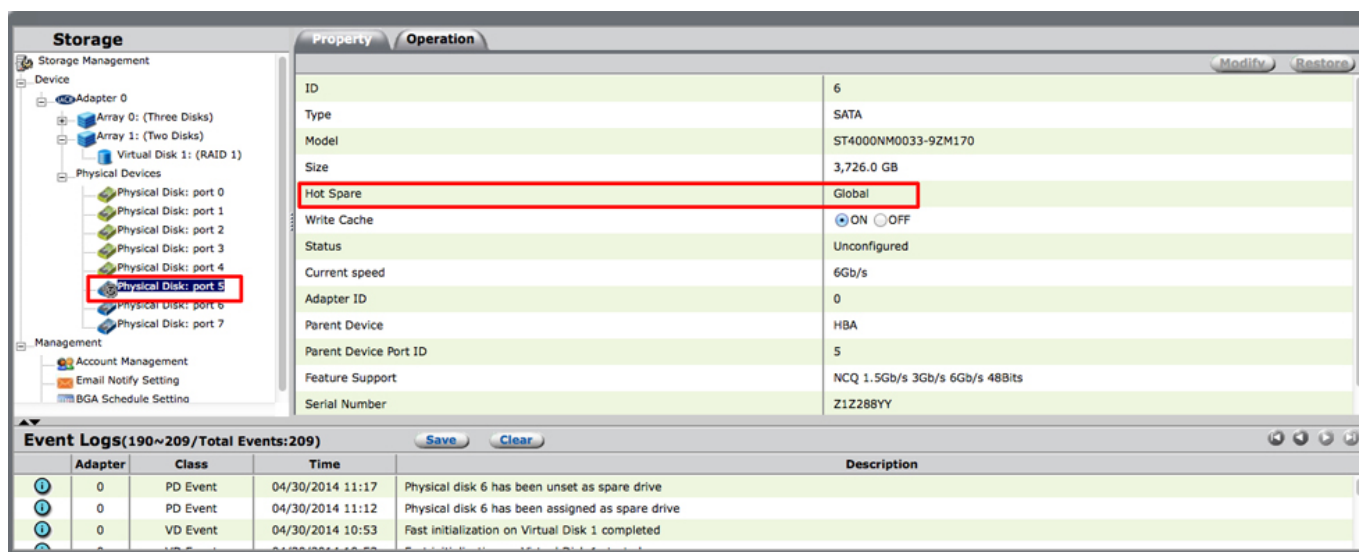 Storage
Property Operation
Storage Management
Modify Restore
Device
Adapter 0
Array 0: (Three Disks)
Array 1: (Two Disks)
Virtual Disk 1: (RAID 1)
Physical Devices
Physical Disk: port 0
Physical Disk: port 1
Physical Disk: port 2
Physical Disk: port 3
Physical Disk: port 4
Physical Disk: port 5
Physical Disk: port 6
Physical Disk: port 7
Management
Account Management
Email Notify Setting
BGA Schedule Setting
ID 6
Type SATA
Model ST4000NM0033-9ZM170
Size 3,726.0 GB
Hot Spare Global
Write Cache ON OFF
Status Unconfigured
Current speed 6Gb/s
Adapter ID 0
Parent Device HBA
Parent Device Port ID 5
Feature Support NCQ 1.5Gb/s 3Gb/s 6Gb/s 48Bits
Serial Number Z1Z288YY
Event Logs(190~209/Total Events:209) Save Clear
Adapter Class Time Description
0 PD Event 04/30/2014 11:17 Physical disk 6 has been unset as spare drive
0 PD Event 04/30/2014 11:12 Physical disk 6 has been assigned as spare drive
0 VD Event 04/30/2014 10:53 Fast initialization on Virtual Disk 1 completed